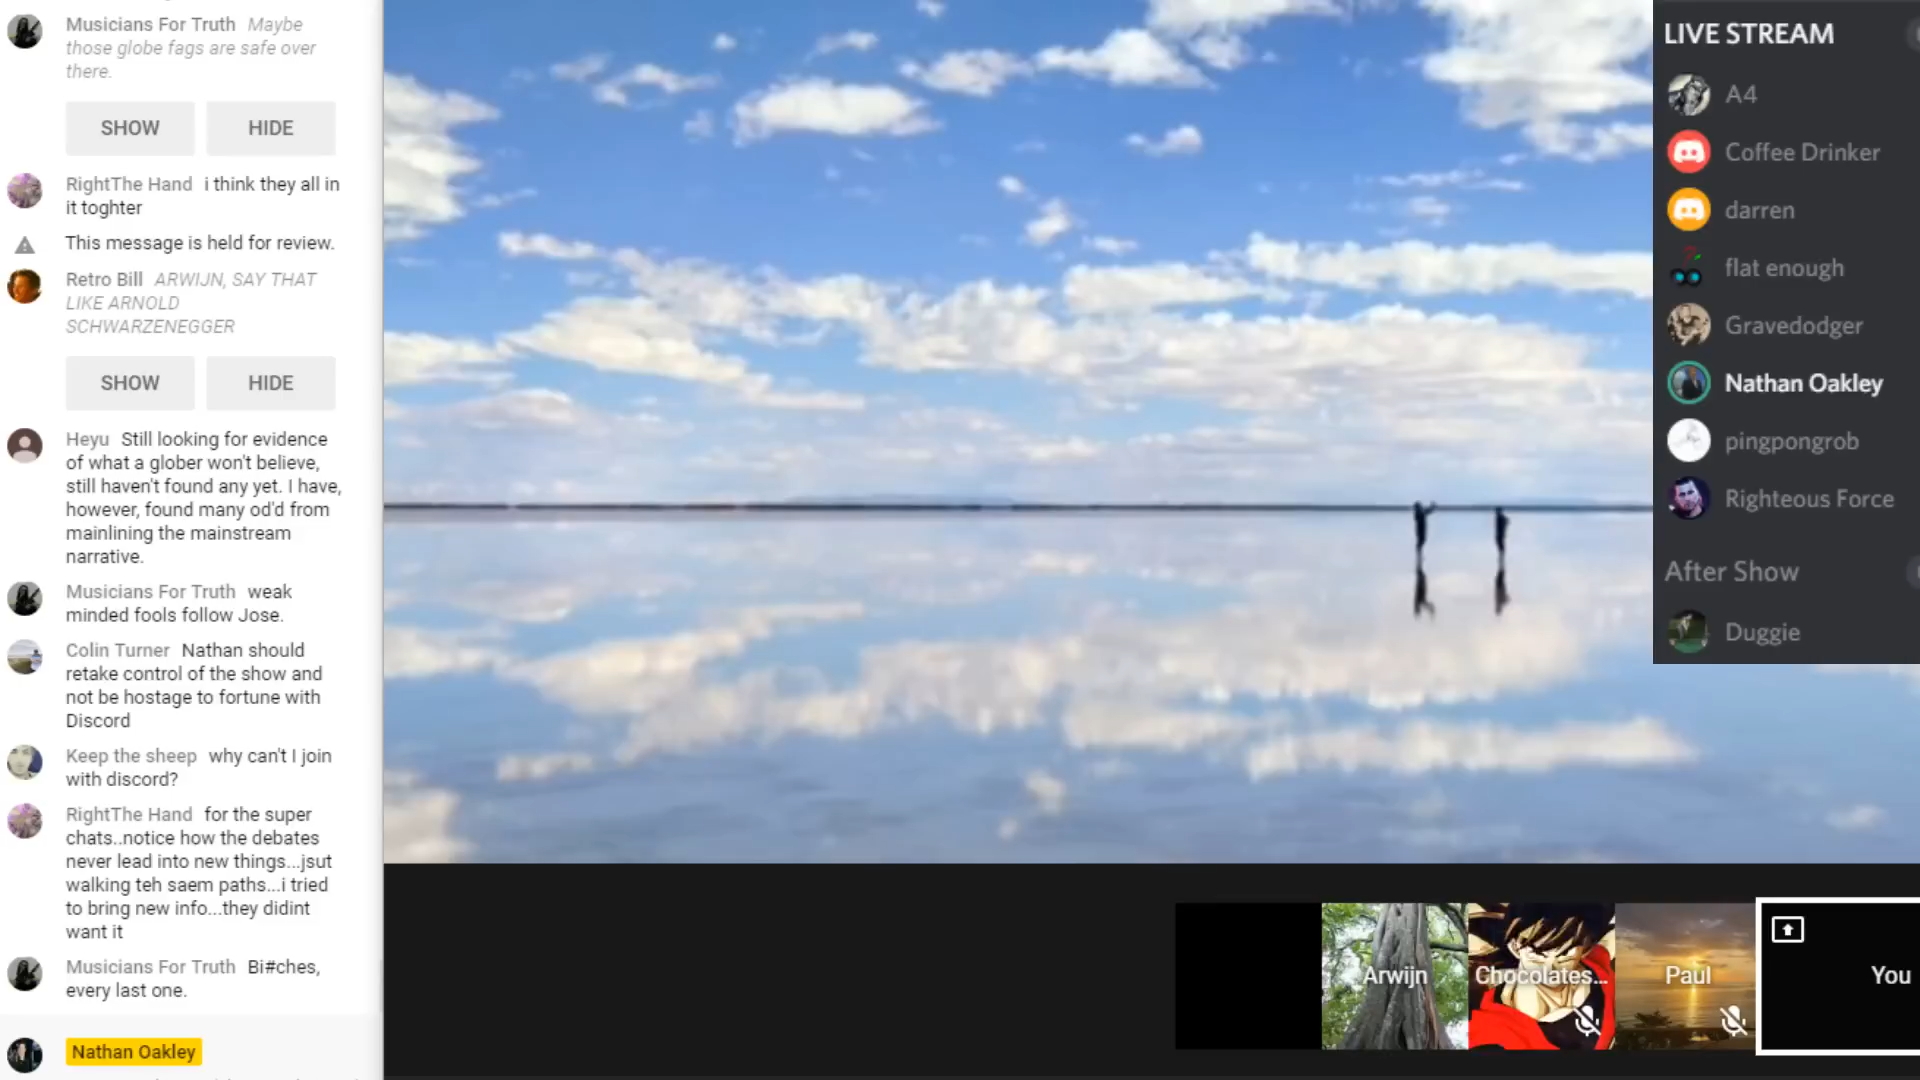 Musicians For Truth Maybe
those globe fags are safe over
there.
SHOW HIDE
RightThe Hand i think they all in
it toghter
This message is held for review.
Retro Bill ARWIJN, SAY THAT
LIKE ARNOLD
SCHWARZENEGGER
SHOW HIDE
Heyu Still looking for evidence
of what a glober won't believe,
still haven't found any yet. I have,
however, found many od'd from
mainlining the mainstream
narrative.
Musicians For Truth weak
minded fools follow Jose.
Colin Turner Nathan should
retake control of the show and
not be hostage to fortune with
Discord
Keep the sheep why can't I join
with discord?
RightThe Hand for the super
chats..notice how the debates
never lead into new things...jsut
walking teh saem paths...i tried
to bring new info...they didint
want it
Musicians For Truth Bi#ches,
every last one.
Nathan Oakley
LIVE STREAM
A4
Coffee Drinker
darren
flat enough
Gravedodger
Nathan Oakley
pingpongrob
Righteous Force
After Show
Duggie
Arwijn
Chocolates...
Paul
You